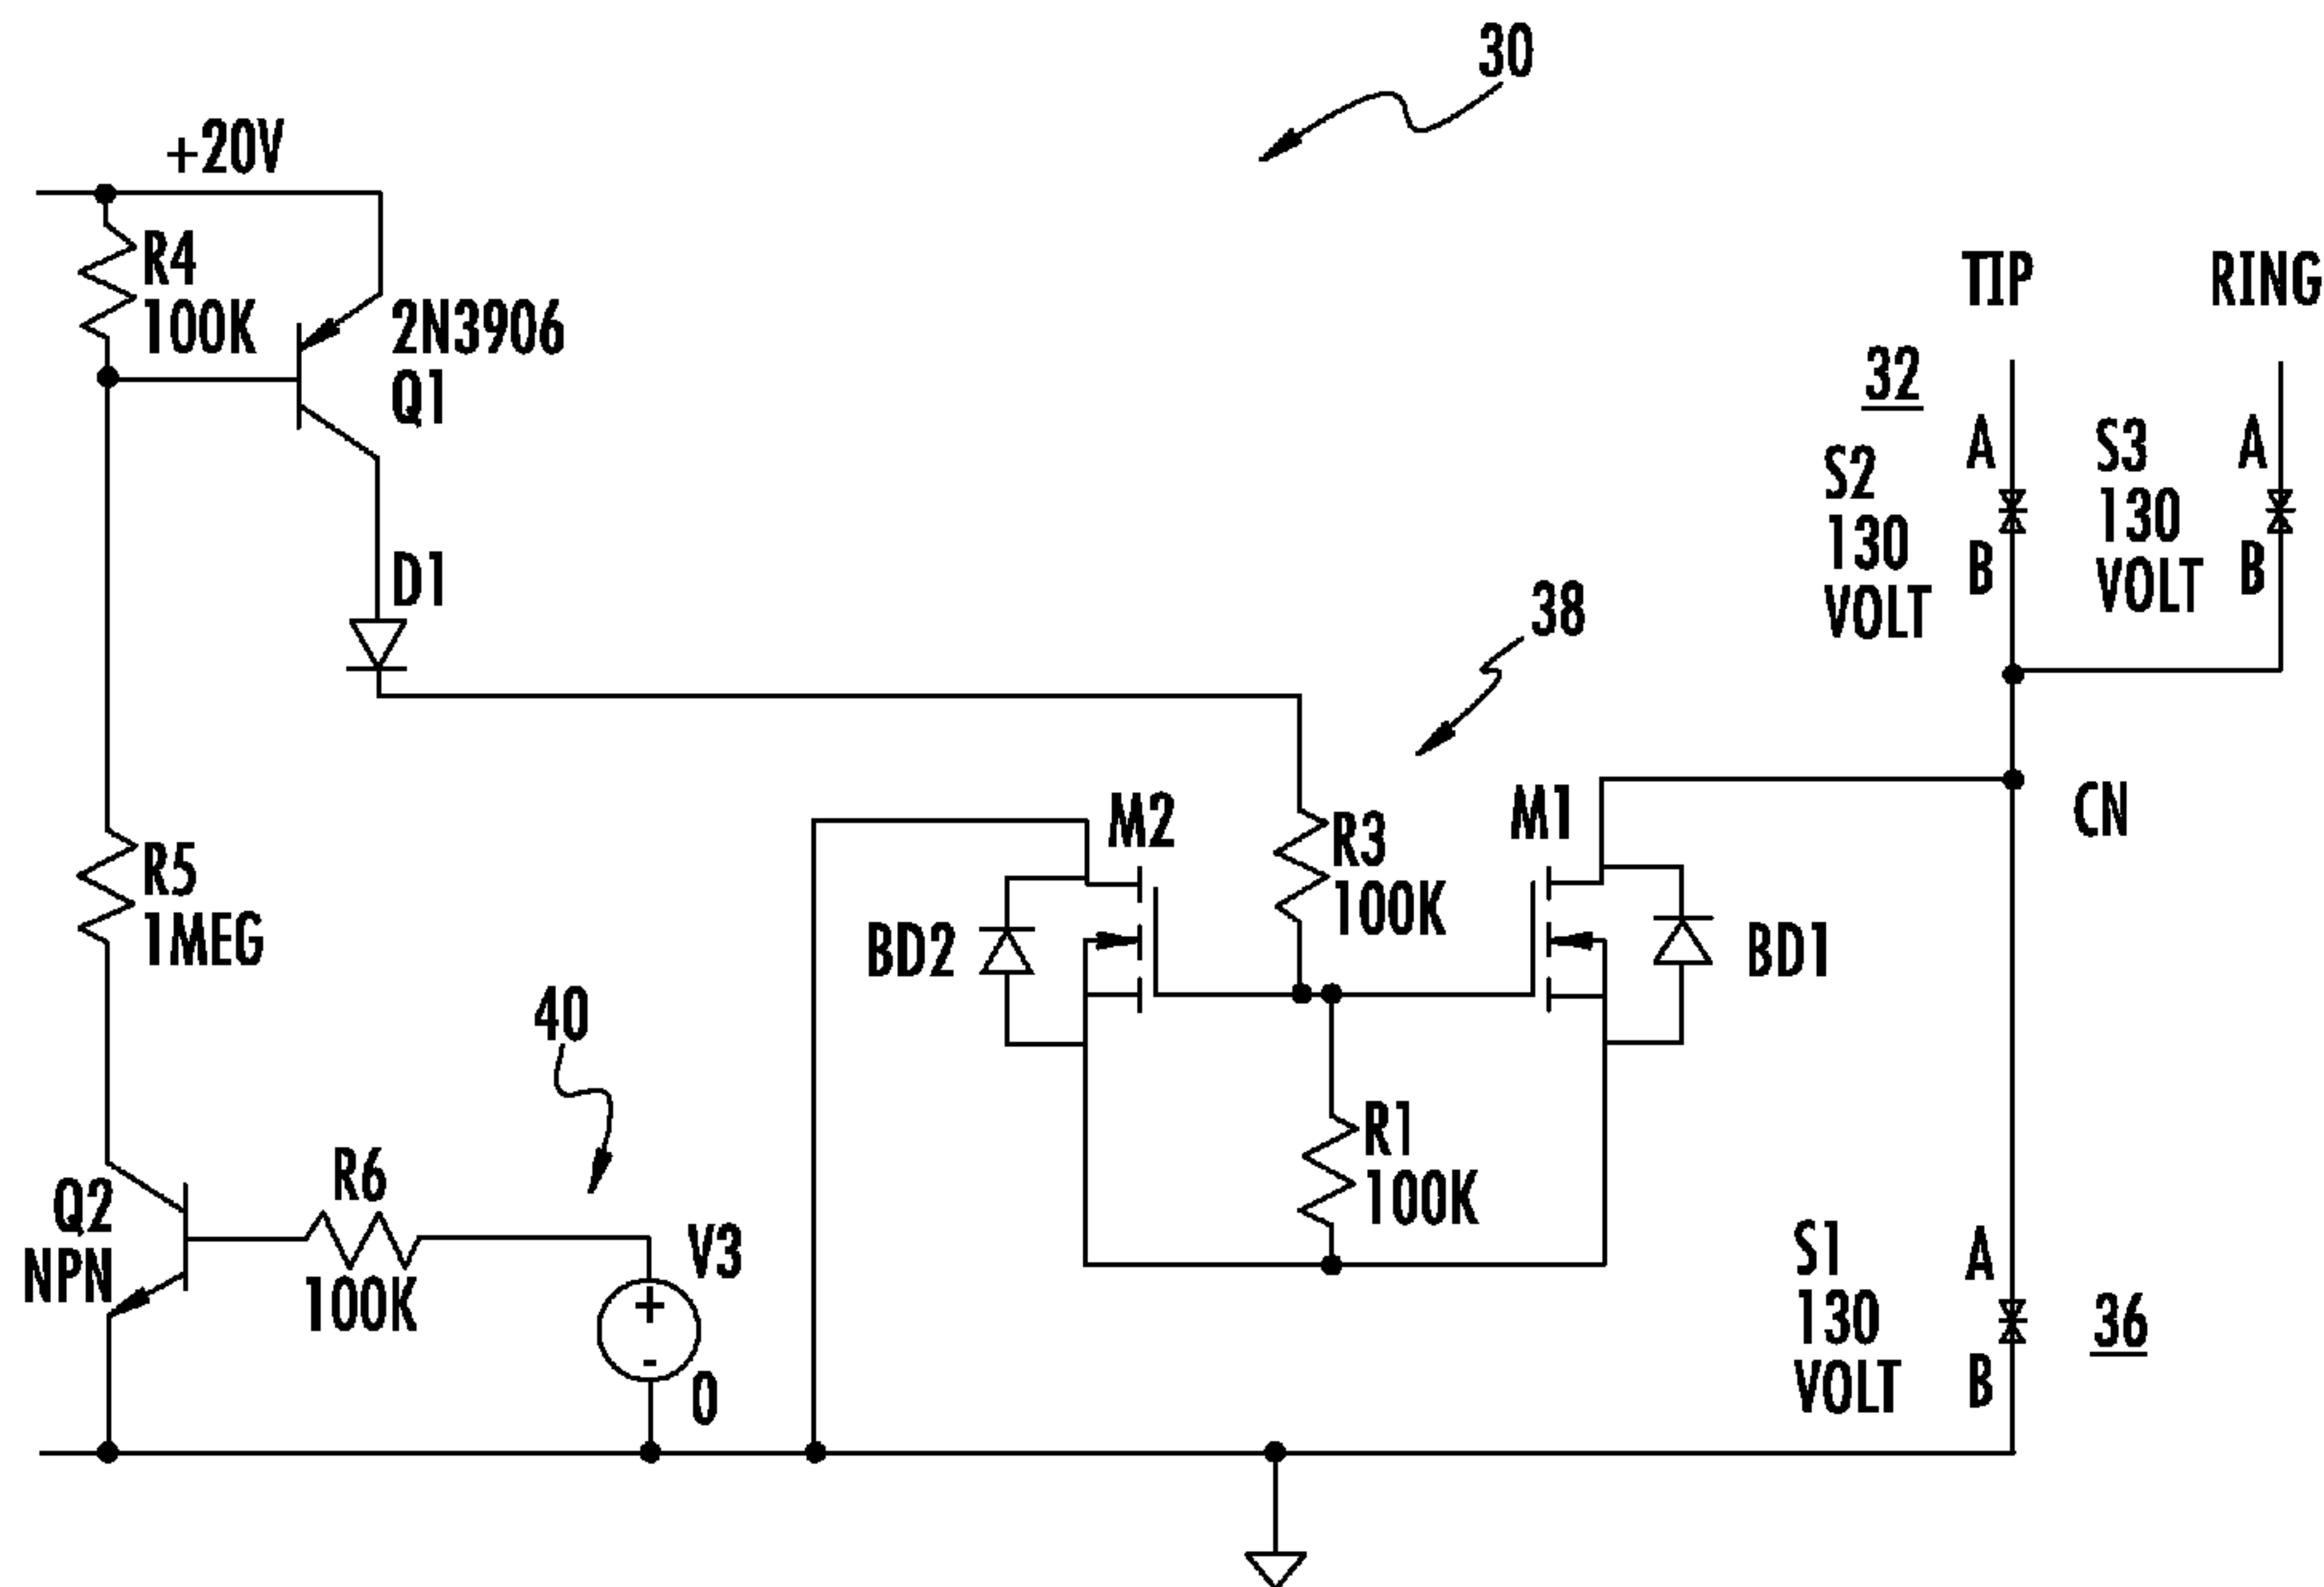 30
+20V
R4
100K
2N3906
Q1
TIP
RING
32
A
S2
130
VOLT
B
S3
130
VOLT
A
B
D1
38
M2
R3
100K
M1
CN
R5
1MEG
BD2
BD1
40
R1
100K
R6
100K
Q2
NPN
V3
+
-
0
S1
130
VOLT
A
B
36